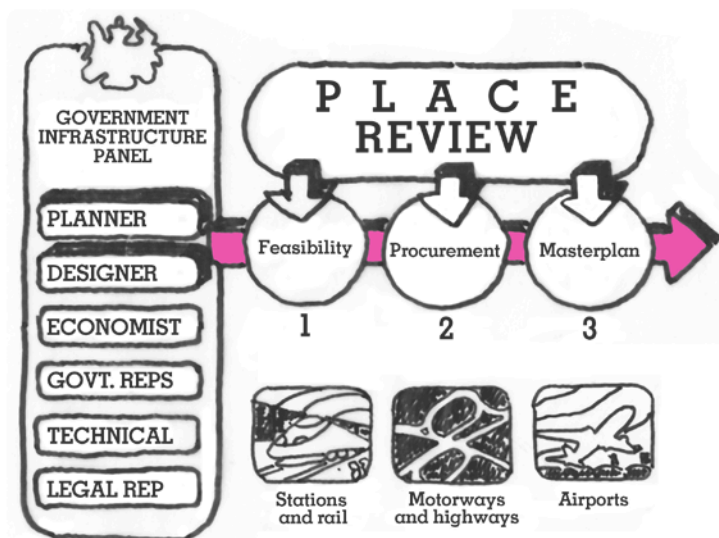 GOVERNMENT
INFRASTRUCTURE
PANEL
PLANNER
DESIGNER
ECONOMIST
GOVT. REPS
TECHNICAL
LEGAL REP
PLACE
REVIEW
Feasibility
Procurement
Masterplan
1
2
3
Stations
and rail
Motorways
and highways
Airports